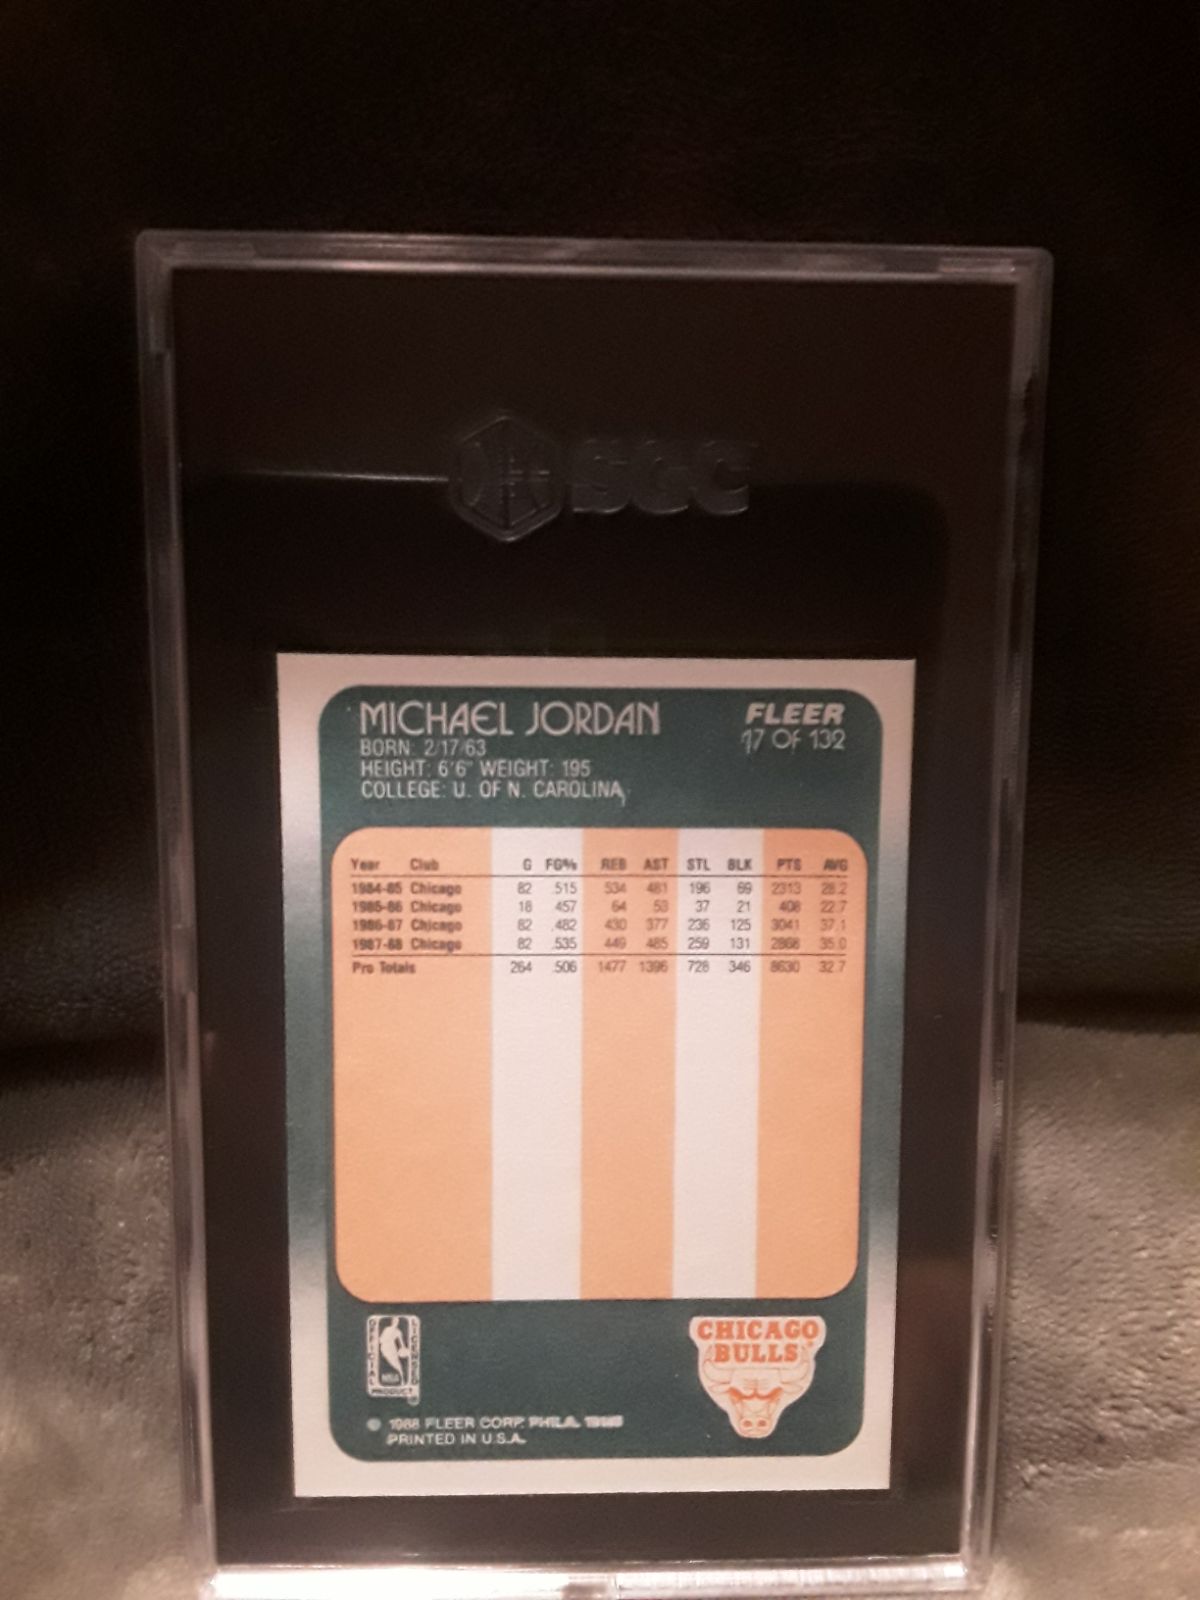 SGC
MICHAEL JORDAN
FLEER
17 OF 132
BORN: 2/17/63
HEIGHT: 6'6" WEIGHT: 195
COLLEGE: U. OF N. CAROLINA
Year Club G FG% REB AST STL BLK PTS AVG
1984-85 Chicago 82 .515 534 481 196 69 2313 28.2
1985-86 Chicago 18 .457 64 53 37 21 408 22.7
1986-87 Chicago 82 .482 430 377 236 125 3041 37.1
1987-88 Chicago 82 .535 449 485 259 131 2868 35.0
Pro Totals 264 .506 1477 1396 728 346 8630 32.7
OFFICIAL LICENSED
NBA
PRODUCT
CHICAGO
BULLS
© 1988 FLEER CORP. PHILA.
PRINTED IN U.S.A.